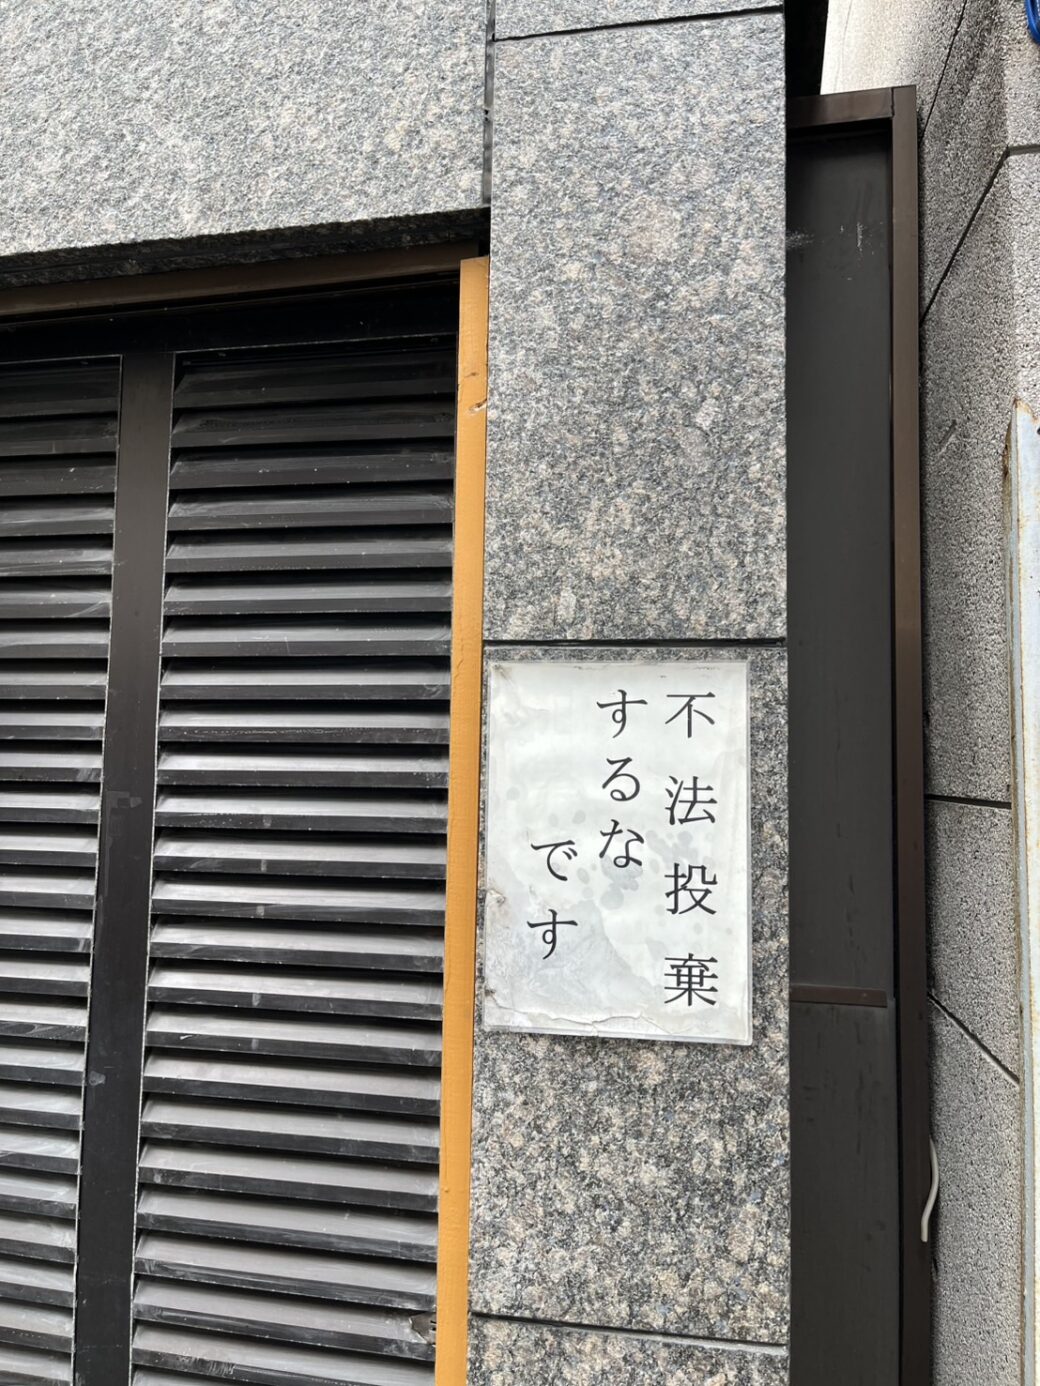 不法投棄
するな
です